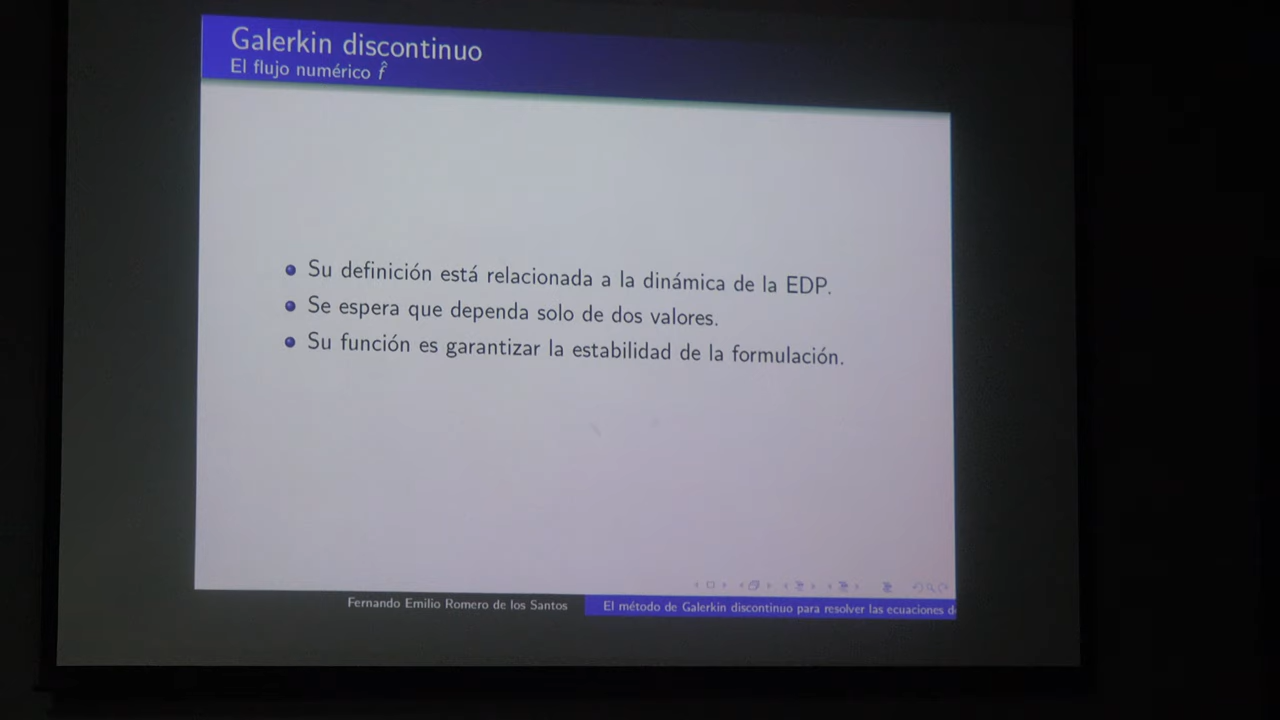 Galerkin discontinuo
El flujo numérico f̂
Su definición está relacionada a la dinámica de la EDP.
Se espera que dependa solo de dos valores.
Su función es garantizar la estabilidad de la formulación.
Fernando Emilio Romero de los Santos
El método de Galerkin discontinuo para resolver las ecuaciones d